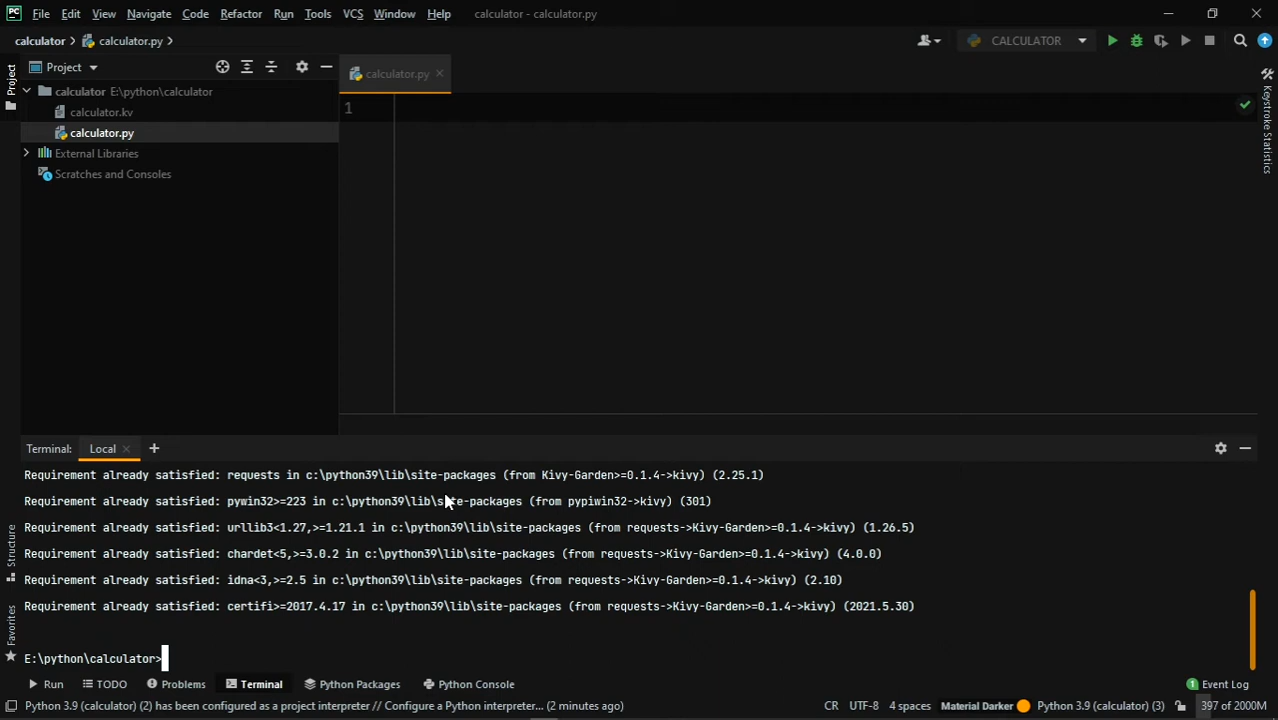 PC File Edit View Navigate Code Refactor Run Tools VCS Window Help calculator - calculator.py
calculator calculator.py CALCULATOR
Project Project calculator.py Keystroke Statistics
calculator E:\python\calculator 1
calculator.kv
calculator.py
External Libraries
Scratches and Consoles
Terminal: Local +
Requirement already satisfied: requests in c:\python39\lib\site-packages (from Kivy-Garden>=0.1.4->kivy) (2.25.1)
Requirement already satisfied: pywin32>=223 in c:\python39\lib\site-packages (from pypiwin32->kivy) (301)
Requirement already satisfied: urllib3<1.27,>=1.21.1 in c:\python39\lib\site-packages (from requests->Kivy-Garden>=0.1.4->kivy) (1.26.5)
Requirement already satisfied: chardet<5,>=3.0.2 in c:\python39\lib\site-packages (from requests->Kivy-Garden>=0.1.4->kivy) (4.0.0)
Requirement already satisfied: idna<3,>=2.5 in c:\python39\lib\site-packages (from requests->Kivy-Garden>=0.1.4->kivy) (2.10)
Requirement already satisfied: certifi>=2017.4.17 in c:\python39\lib\site-packages (from requests->Kivy-Garden>=0.1.4->kivy) (2021.5.30)
Structure
Favorites
E:\python\calculator>
Run TODO Problems Terminal Python Packages Python Console 1 Event Log
Python 3.9 (calculator) (2) has been configured as a project interpreter // Configure a Python interpreter... (2 minutes ago) CR UTF-8 4 spaces Material Darker Python 3.9 (calculator) (3) 397 of 2000M